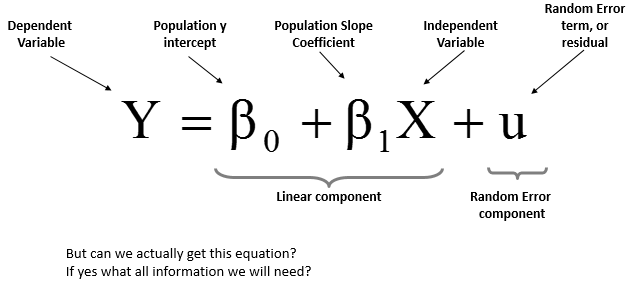 Random Error
term, or
residual
Dependent
Variable
Population y
intercept
Population Slope
Coefficient
Independent
Variable
Y = β₀ + β₁X + u
Linear component
Random Error
component
But can we actually get this equation?
If yes what all information we will need?